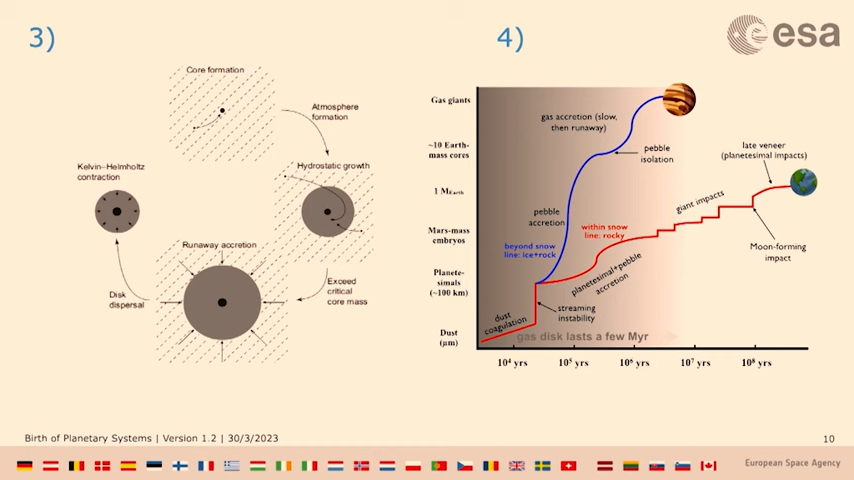 3)
4)
esa
Core formation
Atmosphere
formation
Kelvin–Helmholtz
contraction
Hydrostatic growth
Runaway accretion
Disk
dispersal
Exceed
critical
core mass
Gas giants
~10 Earth-
mass cores
1 MEarth
Mars-mass
embryos
Planete-
simals
(~100 km)
Dust
(μm)
gas accretion (slow,
then runaway)
pebble
isolation
late veneer
(planetesimal impacts)
pebble
accretion
within snow
line: rocky
giant impacts
beyond snow
line: ice+rock
Moon-forming
impact
planetesimal+pebble
accretion
streaming
instability
dust
coagulation
gas disk lasts a few Myr
10⁴ yrs
10⁵ yrs
10⁶ yrs
10⁷ yrs
10⁸ yrs
Birth of Planetary Systems | Version 1.2 | 30/3/2023
10
European Space Agency